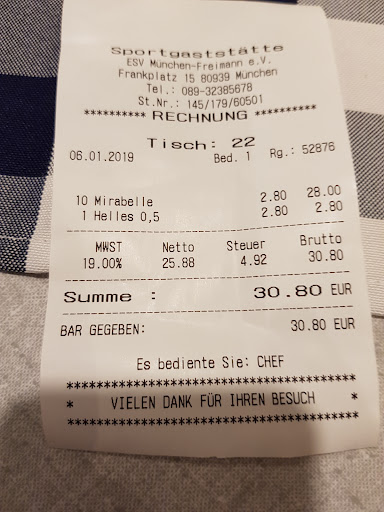 Sportgaststätte
ESV München-Freimann e.V.
Frankplatz 15 80939 München
Tel.: 089-32385678
St.Nr.: 145/179/60501
********** RECHNUNG **********
Tisch: 22
06.01.2019 Bed. 1 Rg.: 52876
10 Mirabelle 2.80 28.00
1 Helles 0,5 2.80 2.80
MWST Netto Steuer Brutto
19.00% 25.88 4.92 30.80
Summe : 30.80 EUR
BAR GEGEBEN: 30.80 EUR
Es bediente Sie: CHEF
****************************************
* VIELEN DANK FÜR IHREN BESUCH *
****************************************